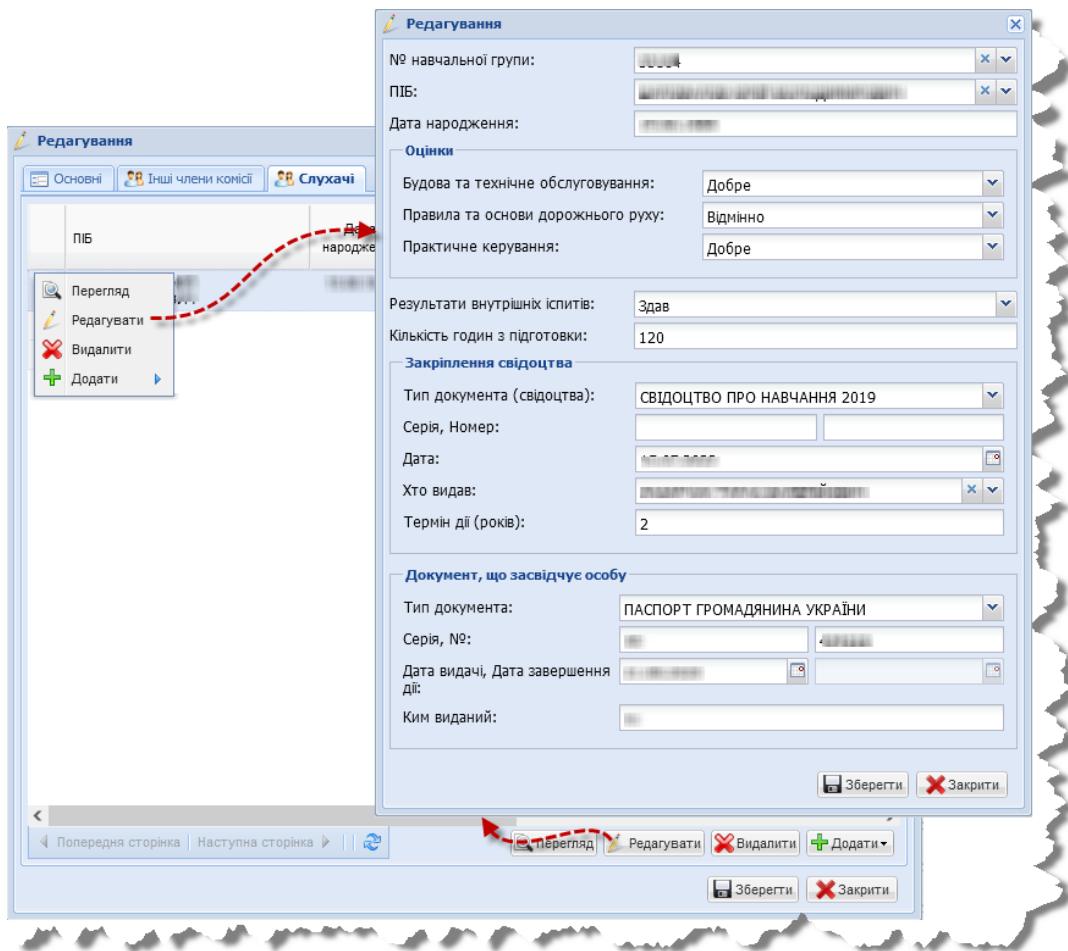 Редагування
№ навчальної групи:
ПІБ:
Дата народження:
Оцінки
Будова та технічне обслуговування: Добре
Правила та основи дорожнього руху: Відмінно
Практичне керування: Добре
Результати внутрішніх іспитів: Здав
Кількість годин з підготовки: 120
Закріплення свідоцтва
Тип документа (свідоцтва): СВІДОЦТВО ПРО НАВЧАННЯ 2019
Серія, Номер:
Дата:
Хто видав:
Термін дії (років): 2
Документ, що засвідчує особу
Тип документа: ПАСПОРТ ГРОМАДЯНИНА УКРАЇНИ
Серія, №:
Дата видачі, Дата завершення
дії:
Ким виданий:
Зберегти Закрити
Редагування
Основні Інші члени комісії Слухачі
ПІБ
Перегляд
Редагувати
Видалити
Додати
Попередня сторінка Наступна сторінка Перегляд Редагувати Видалити Додати
Зберегти Закрити